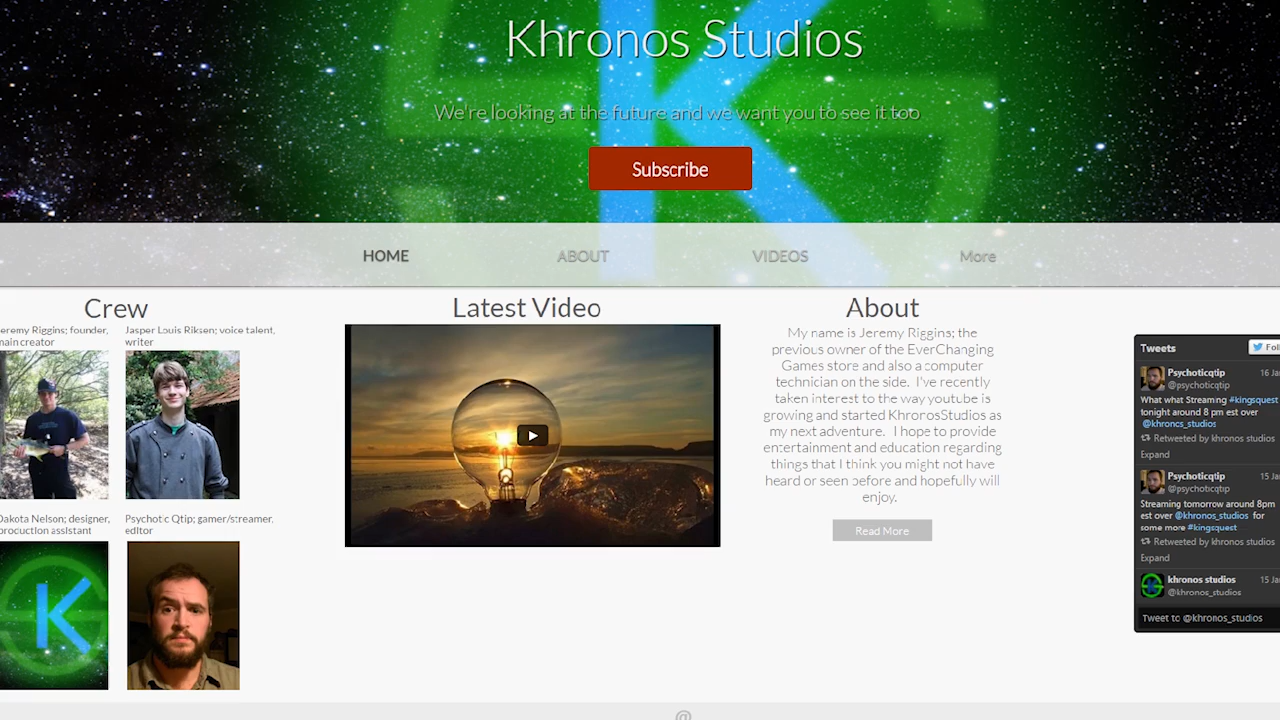 Khronos Studios
We're looking at the future and we want you to see it too
Subscribe
HOME
ABOUT
VIDEOS
More
Crew
eremy Riggins; founder,
main creator
Jasper Louis Riksen; voice talent,
writer
Dakota Nelson; designer,
production assistant
Psychotic Qtip; gamer/streamer.
editor
Latest Video
About
My name is Jeremy Riggins; the
previous owner of the EverChanging
Games store and also a computer
technician on the side. I've recently
taken interest to the way youtube is
growing and started KhronosStudios as
my next adventure. I hope to provide
entertainment and education regarding
things that I think you might not have
heard or seen before and hopefully will
enjoy.
Read More
Tweets
Foll
Psychoticqtip
16 Ja
@psychoticqtip
What what Streaming #kingsquest
tonight around 8 pm est over
@khronos_studios
Retweeted by khronos studios
Expand
Psychoticqtip
15 Ja
@psychoticqtip
Streaming tomorrow around 8pm
est over @khronos_studios for
some more #kingsquest
Retweeted by khronos studios
Expand
khronos studios
15 Ja
@khronos_studios
Tweet to @khronos_studios
@